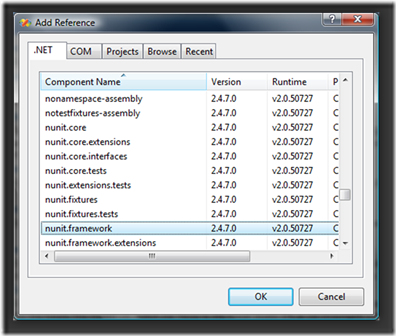 Add Reference
.NET COM Projects Browse Recent
Component Name Version Runtime P
nonamespace-assembly 2.4.7.0 v2.0.50727 C
notestfixtures-assembly 2.4.7.0 v2.0.50727 C
nunit.core 2.4.7.0 v2.0.50727 C
nunit.core.extensions 2.4.7.0 v2.0.50727 C
nunit.core.interfaces 2.4.7.0 v2.0.50727 C
nunit.core.tests 2.4.7.0 v2.0.50727 C
nunit.extensions.tests 2.4.7.0 v2.0.50727 C
nunit.fixtures 2.4.7.0 v2.0.50727 C
nunit.fixtures.tests 2.4.7.0 v2.0.50727 C
nunit.framework 2.4.7.0 v2.0.50727 C
nunit.framework.extensions 2.4.7.0 v2.0.50727 C
OK Cancel